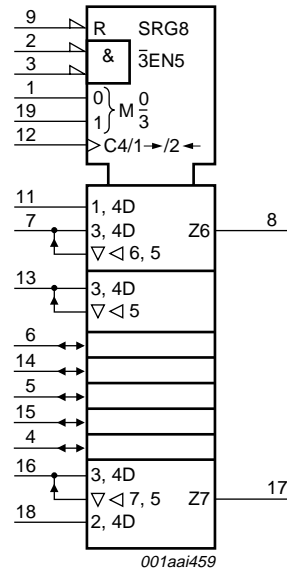 9 R SRG8
2 & 3̅EN5
3
1 0 M 0/3
19 1
12 C4/1→/2←
11 1, 4D
7 3, 4D Z6 8
▽ ◁ 6, 5
13 3, 4D
▽ ◁ 5
6
14
5
15
4
16 3, 4D
▽ ◁ 7, 5 Z7 17
18 2, 4D
001aai459